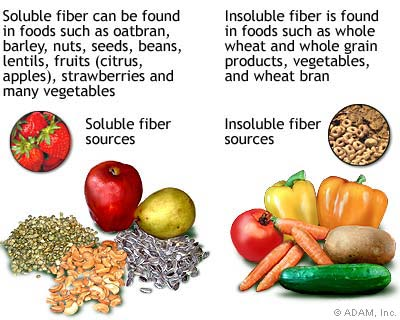 Soluble fiber can be found
in foods such as oatbran,
barley, nuts, seeds, beans,
lentils, fruits (citrus,
apples), strawberries and
many vegetables
Soluble fiber
sources
Insoluble fiber is found
in foods such as whole
wheat and whole grain
products, vegetables,
and wheat bran
Insoluble fiber
sources
© ADAM, Inc.